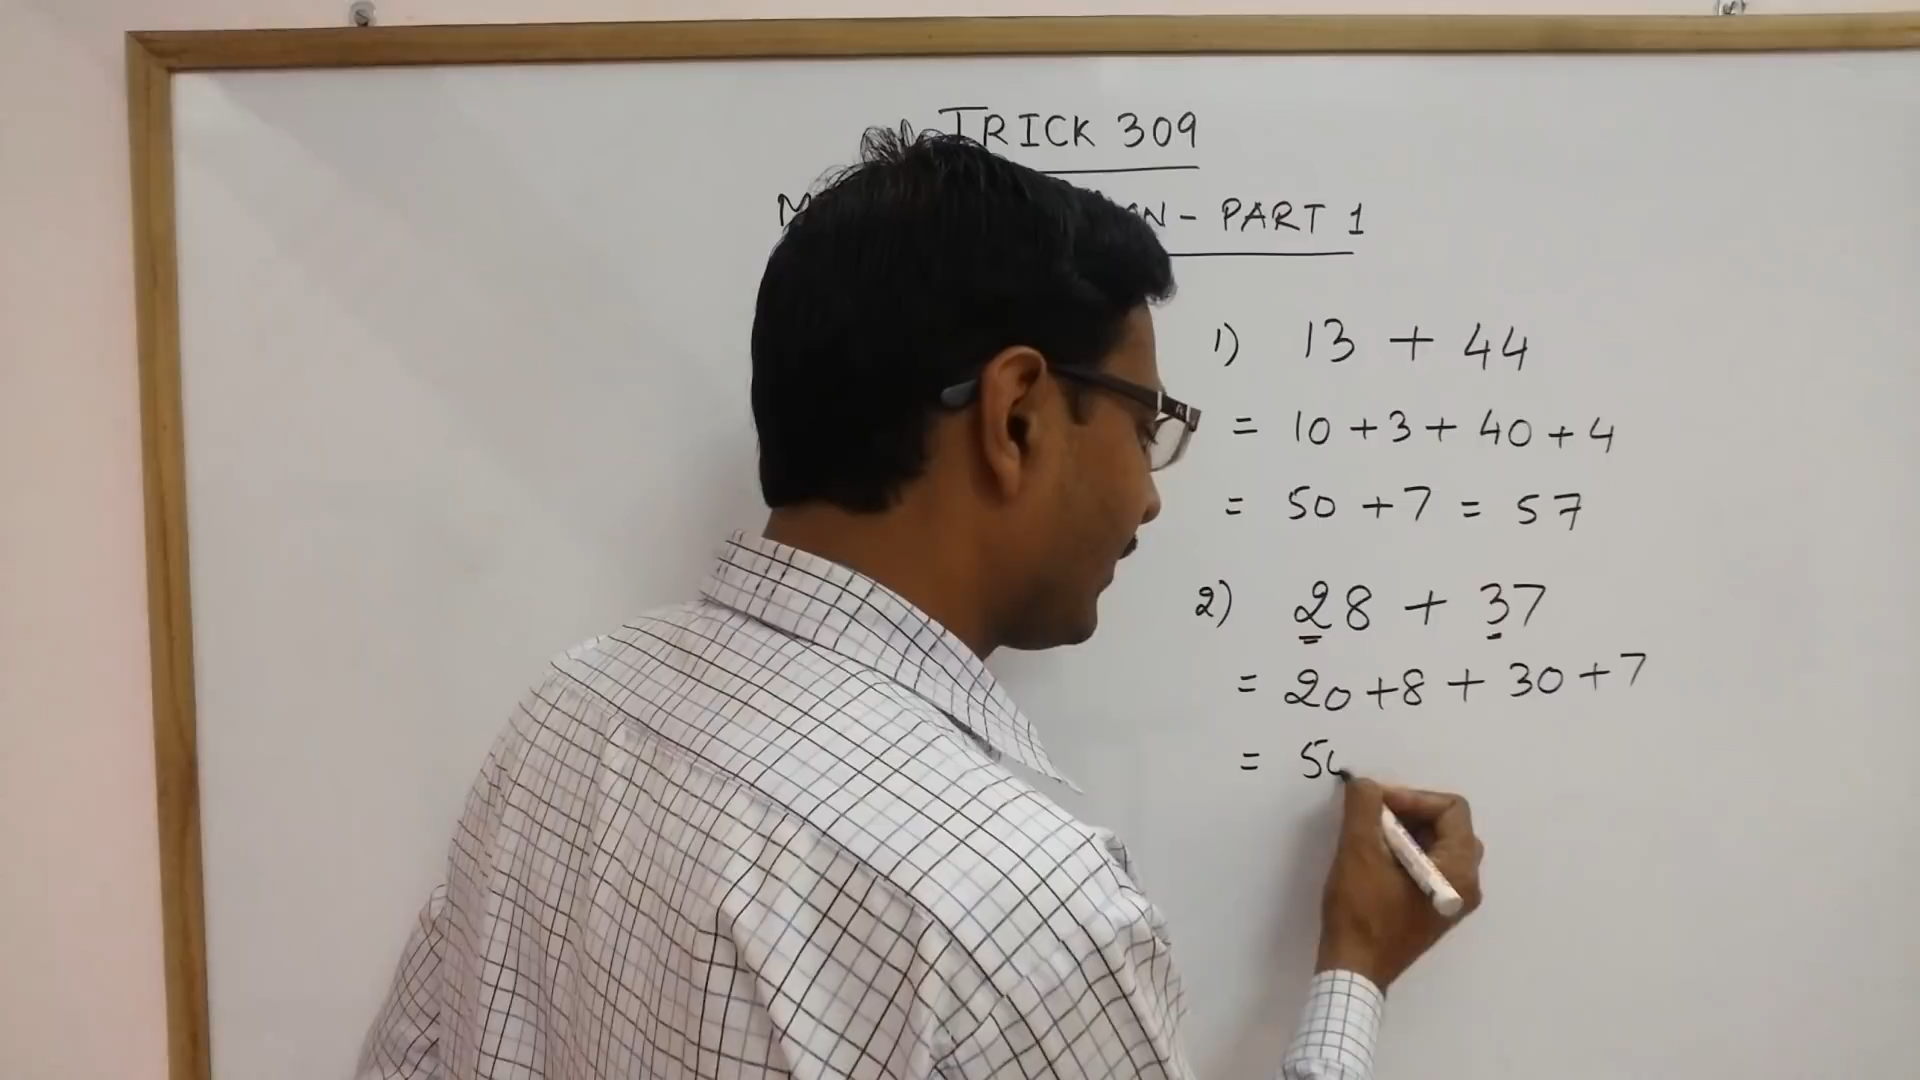 TRICK 309
- PART 1
1) 13 + 44
= 10 + 3 + 40 + 4
= 50 + 7 = 57
2) 28 + 37
= 20 + 8 + 30 + 7
= 5